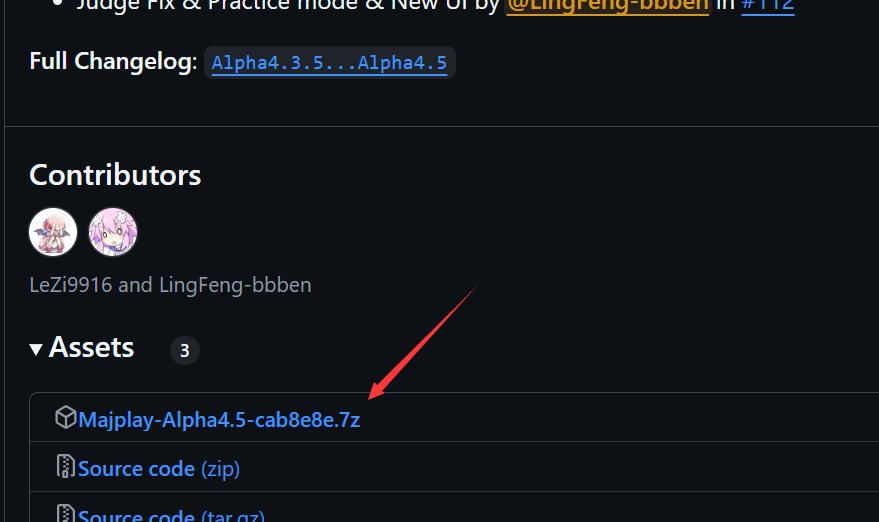 Judge Fix & Practice mode & New UI by @LingFeng-bbben in #112
Full Changelog: Alpha4.3.5...Alpha4.5
Contributors
LeZi9916 and LingFeng-bbben
Assets 3
Majplay-Alpha4.5-cab8e8e.7z
Source code (zip)
Source code (tar.gz)